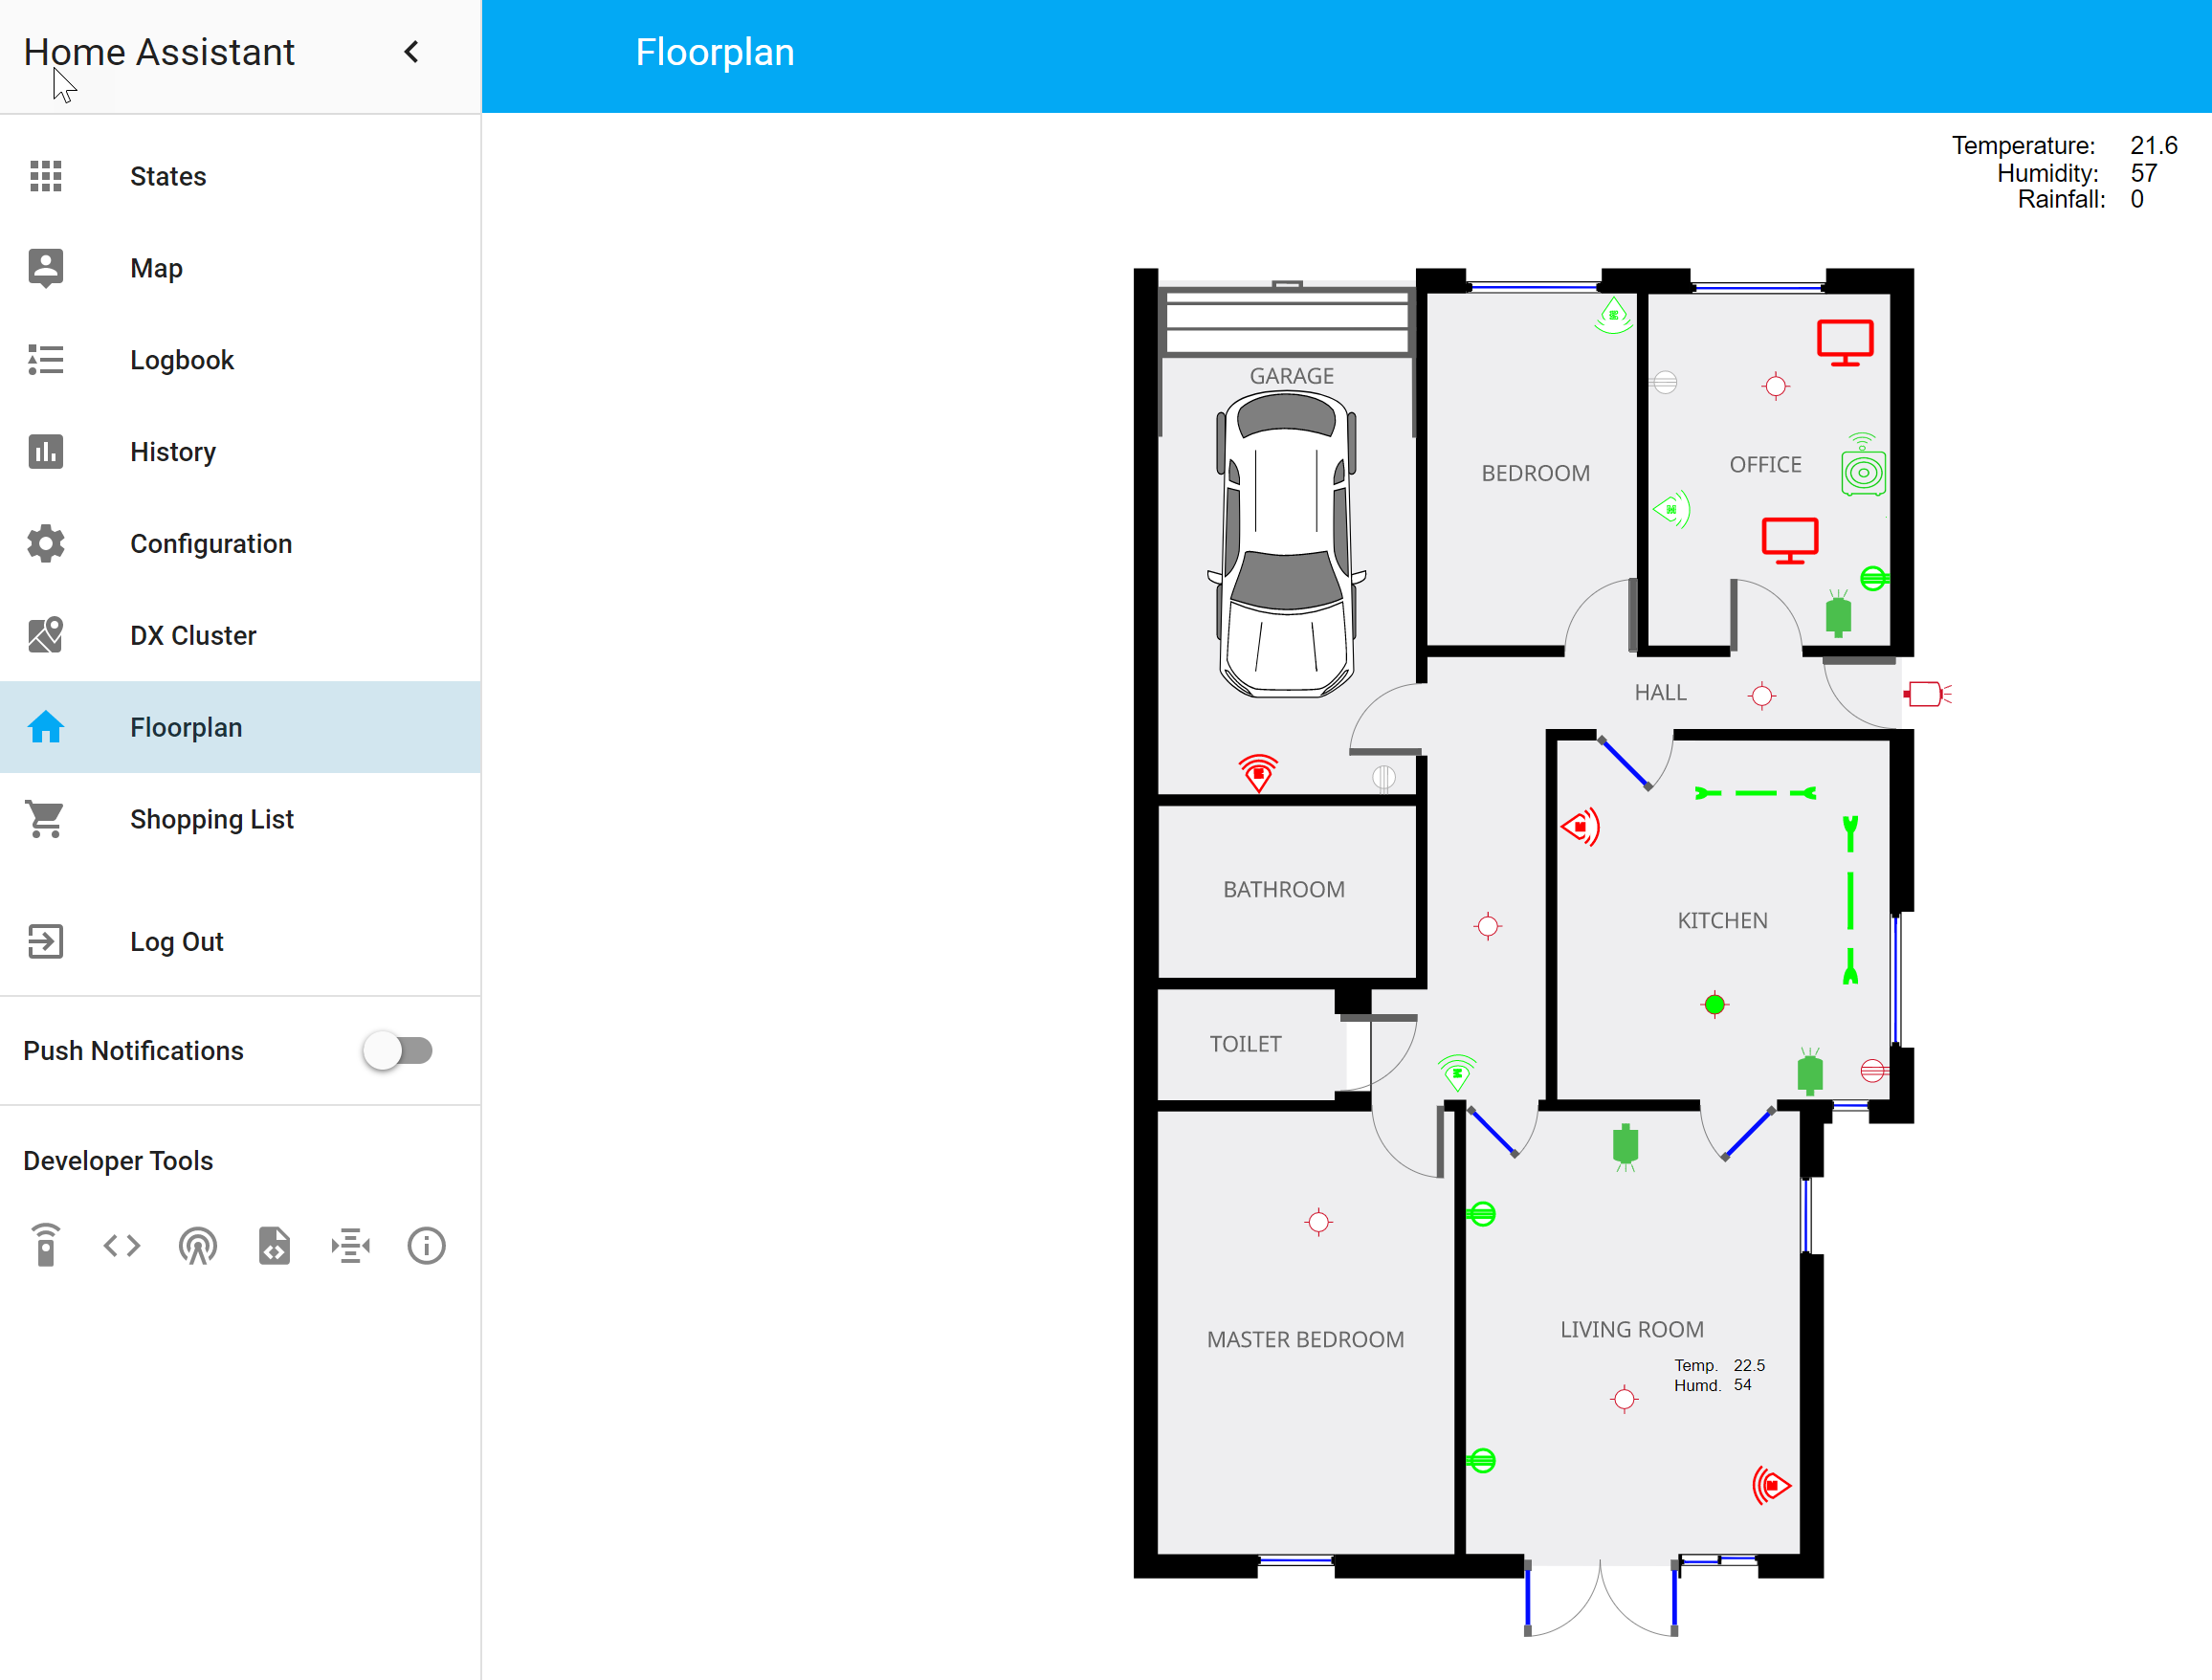 Home Assistant
Floorplan
States
Map
Logbook
History
Configuration
DX Cluster
Floorplan
Shopping List
Log Out
Push Notifications
Developer Tools
Temperature: 21.6
Humidity: 57
Rainfall: 0
GARAGE
BEDROOM
OFFICE
HALL
BATHROOM
KITCHEN
TOILET
MASTER BEDROOM
LIVING ROOM
Temp. 22.5
Humd. 54